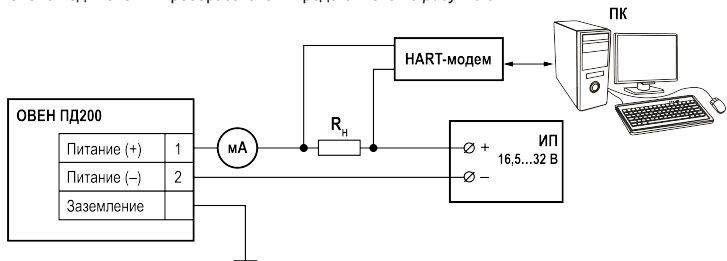 ПК
HART-модем
ОВЕН ПД200
Питание (+) 1
мА
Rн
+
ИП
16,5...32 В
Питание (–) 2
–
Заземление